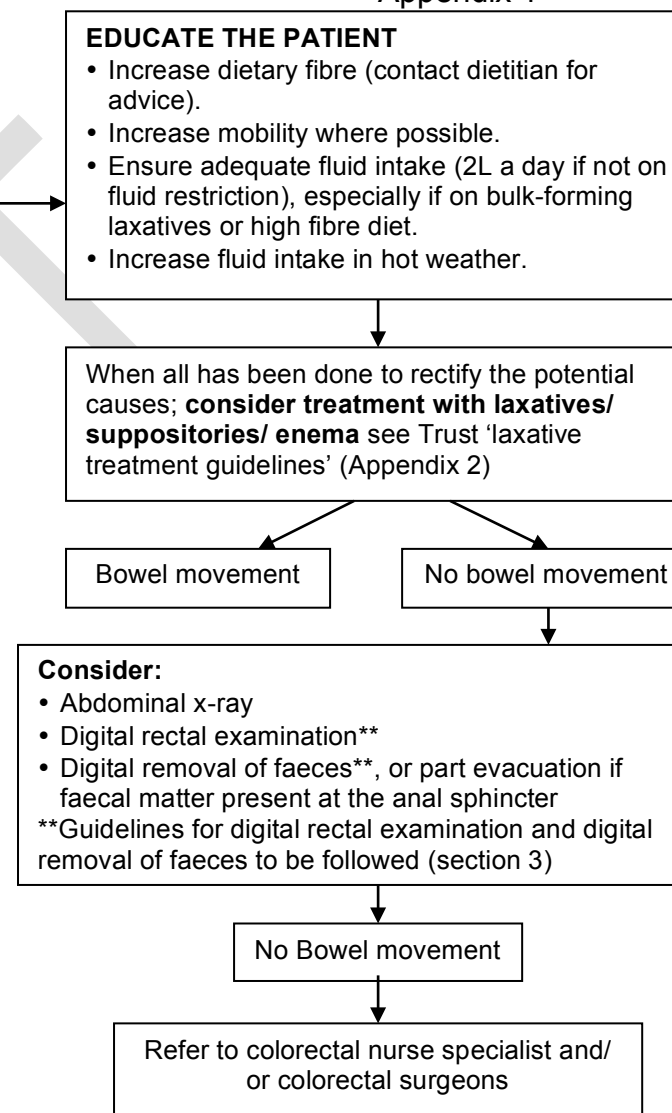 EDUCATE THE PATIENT
• Increase dietary fibre (contact dietitian for
advice).
• Increase mobility where possible.
• Ensure adequate fluid intake (2L a day if not on
fluid restriction), especially if on bulk-forming
laxatives or high fibre diet.
• Increase fluid intake in hot weather.
When all has been done to rectify the potential
causes; consider treatment with laxatives/
suppositories/ enema see Trust ‘laxative
treatment guidelines’ (Appendix 2)
Bowel movement
No bowel movement
Consider:
• Abdominal x-ray
• Digital rectal examination**
• Digital removal of faeces**, or part evacuation if
faecal matter present at the anal sphincter
**Guidelines for digital rectal examination and digital
removal of faeces to be followed (section 3)
No Bowel movement
Refer to colorectal nurse specialist and/
or colorectal surgeons